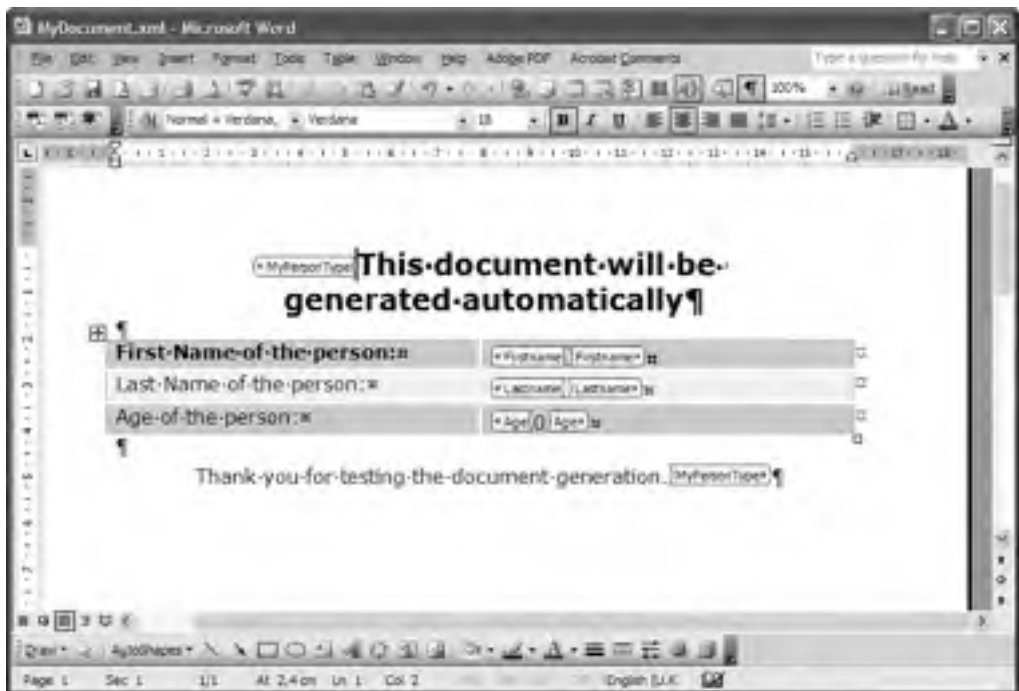 MyDocument.xml - Microsoft Word
File Edit View Insert Format Tools Table Window Help Adobe PDF Acrobat Comments Type a question for help
100% Read
Normal + Verdana, Verdana 18 B I U
MyPersonType This·document·will·be·
generated·automatically¶
¶
First·Name·of·the·person:¤ Firstname Firstname ¤
Last·Name·of·the·person:¤ Lastname Lastname ¤
Age·of·the·person:¤ Age() Age ¤
¶
Thank·you·for·testing·the·document·generation. MyPersonType ¶
Draw AutoShapes
Page 1 Sec 1 1/1 At 2,4 cm Ln 1 Col 2 English (U.K